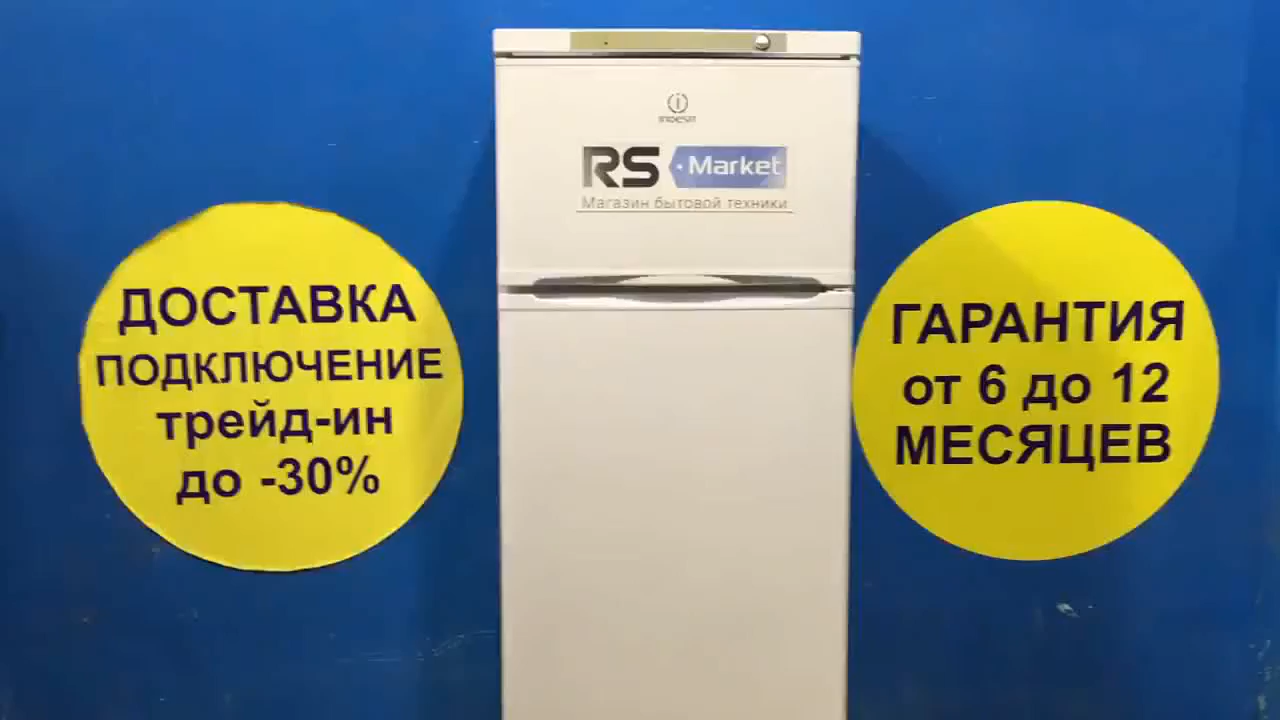 INDESIT
RS Market
Магазин бытовой техники
ДОСТАВКА
ПОДКЛЮЧЕНИЕ
трейд-ин
до -30%
ГАРАНТИЯ
от 6 до 12
МЕСЯЦЕВ